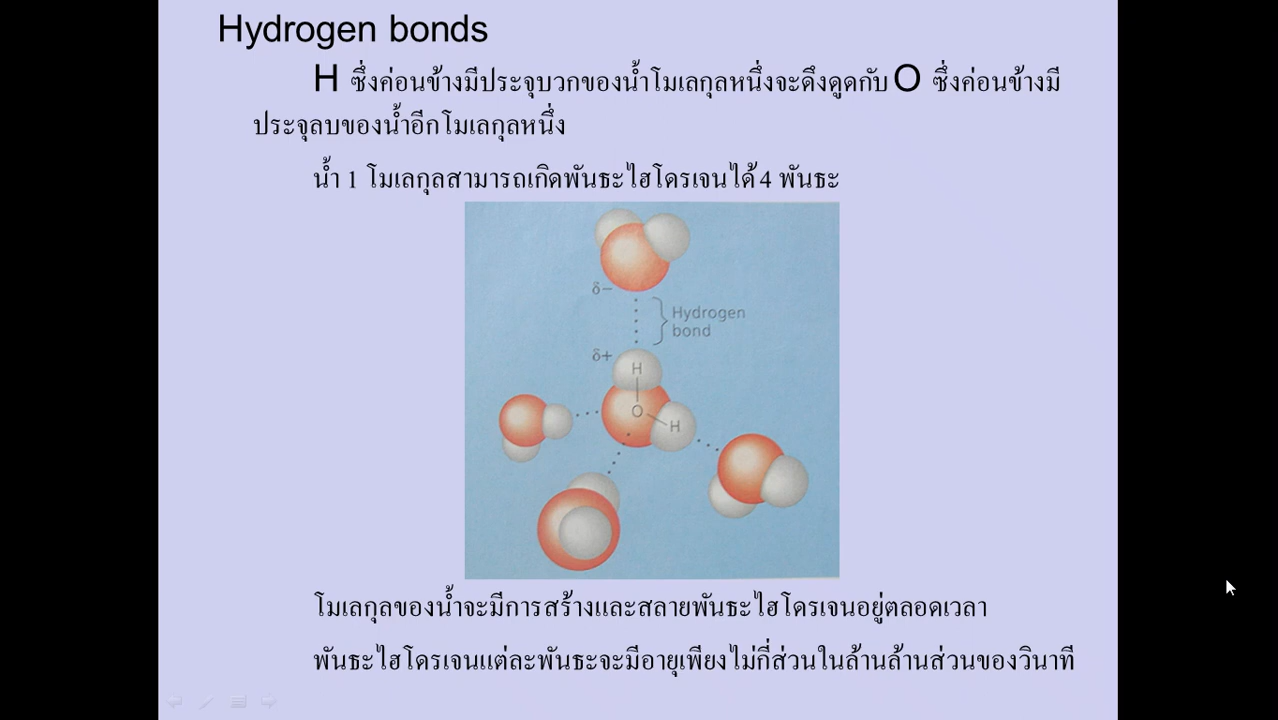 Hydrogen bonds
H ซึ่งค่อนข้างมีประจุบวกของน้ำโมเลกุลหนึ่งจะดึงดูดกับ O ซึ่งค่อนข้างมี
ประจุลบของน้ำอีกโมเลกุลหนึ่ง
น้ำ 1 โมเลกุลสามารถเกิดพันธะไฮโดรเจนได้ 4 พันธะ
δ−
Hydrogen
bond
δ+
H
O
H
โมเลกุลของน้ำจะมีการสร้างและสลายพันธะไฮโดรเจนอยู่ตลอดเวลา
พันธะไฮโดรเจนแต่ละพันธะจะมีอายุเพียงไม่กี่ส่วนในล้านล้านส่วนของวินาที